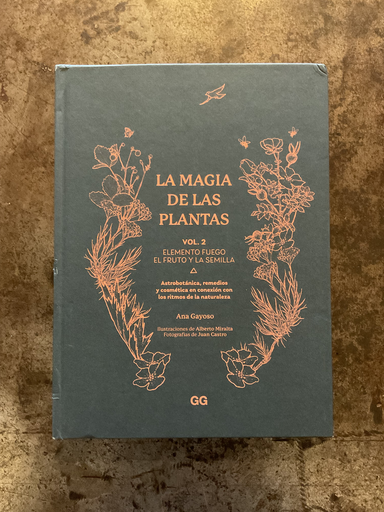 LA MAGIA
DE LAS
PLANTAS
VOL. 2
ELEMENTO FUEGO
EL FRUTO Y LA SEMILLA
Astrobotánica, remedios
y cosmética en conexión con
los ritmos de la naturaleza
Ana Gayoso
Ilustraciones de Alberto Miralta
Fotografías de Juan Castro
GG